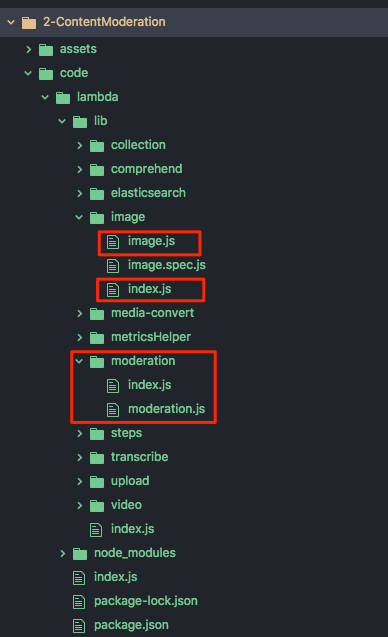 2-ContentModeration
assets
code
lambda
lib
collection
comprehend
elasticsearch
image
image.js
image.spec.js
index.js
media-convert
metricsHelper
moderation
index.js
moderation.js
steps
transcribe
upload
video
index.js
node_modules
index.js
package-lock.json
package.json